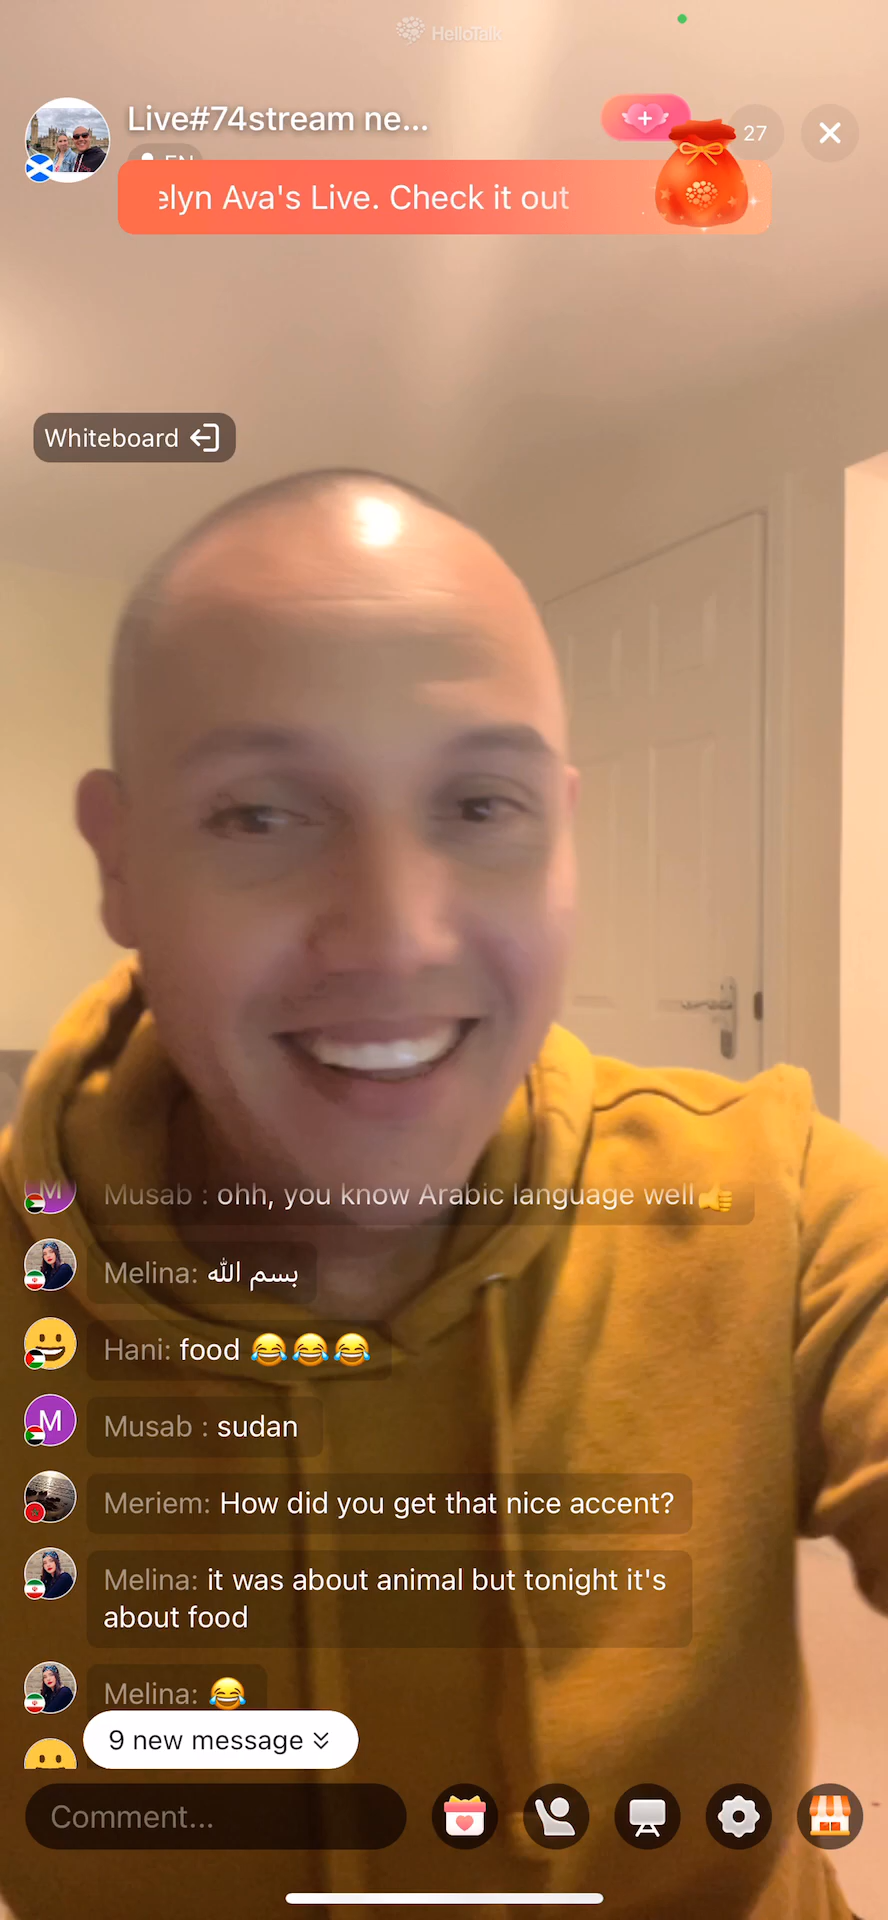 HelloTalk
Live#74stream ne...
27
EN
elyn Ava's Live. Check it out
Whiteboard
M
Musab : ohh, you know Arabic language well👍
Melina: بسم الله
Hani: food 😂😂😂
M
Musab : sudan
Meriem: How did you get that nice accent?
Melina: it was about animal but tonight it's
about food
Melina: 😂
9 new message
Comment...